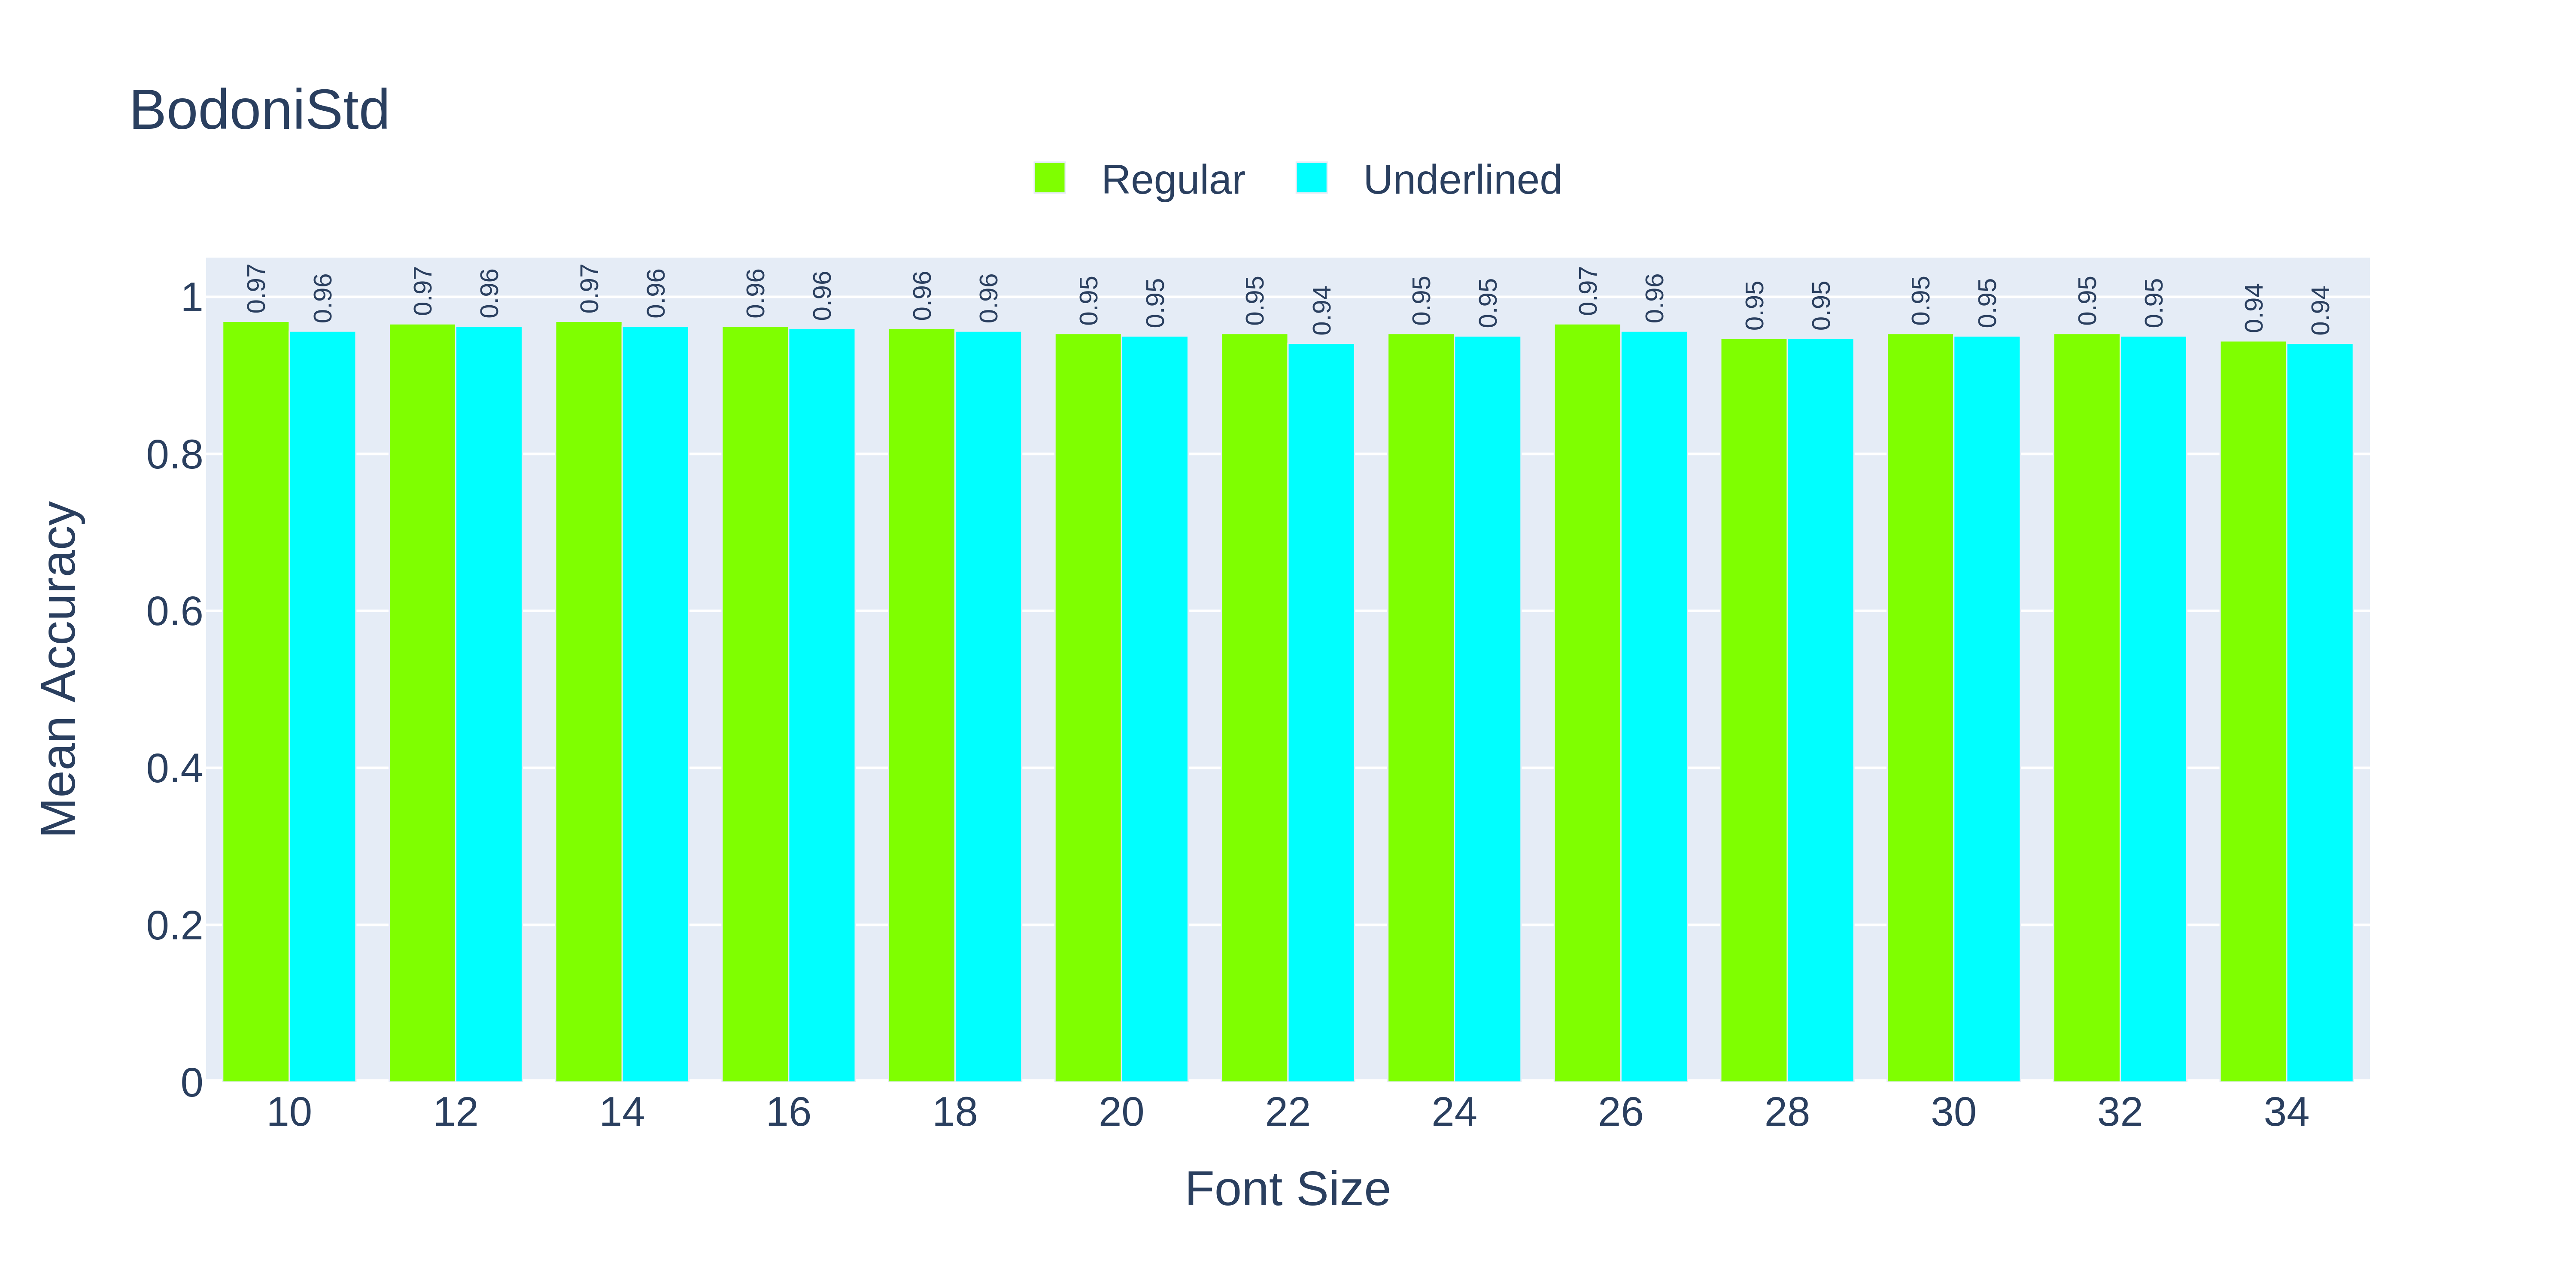 BodoniStd
Regular Underlined
0.97 0.96 0.97 0.96 0.97 0.96 0.96 0.96 0.96 0.96 0.95 0.95 0.95 0.94 0.95 0.95 0.97 0.96 0.95 0.95 0.95 0.95 0.95 0.95 0.94 0.94
1
0.8
0.6
0.4
0.2
0
Mean Accuracy
10 12 14 16 18 20 22 24 26 28 30 32 34
Font Size